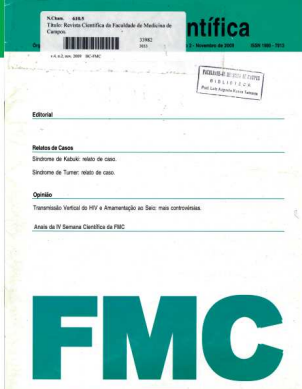 N.Cham. 610.5
Título: Revista Científica da Faculdade de Medicina de
Campos.
33982
v.4, n.2, nov. 2009 BC-FMC
ntífica
2 - Novembro de 2009 ISSN 1980 - 7813
BIBLIOTECA
Editorial
Relatos de Casos
Síndrome de Kabuki: relato de caso.
Síndrome de Turner: relato de caso.
Opinião
Transmissão Vertical do HIV e Amamentação ao Seio: mais controvérsias.
Anais da IV Semana Científica da FMC
FMC